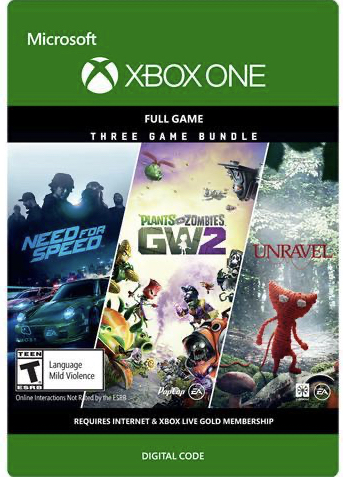 Microsoft
XBOX ONE
FULL GAME
THREE GAME BUNDLE
NEED FOR
SPEED
PLANTS VS. ZOMBIES
GW2
UNRAVEL
TEEN
T
ESRB
Language
Mild Violence
Online Interactions Not Rated by the ESRB
PopCap
EA
EA
REQUIRES INTERNET & XBOX LIVE GOLD MEMBERSHIP
DIGITAL CODE